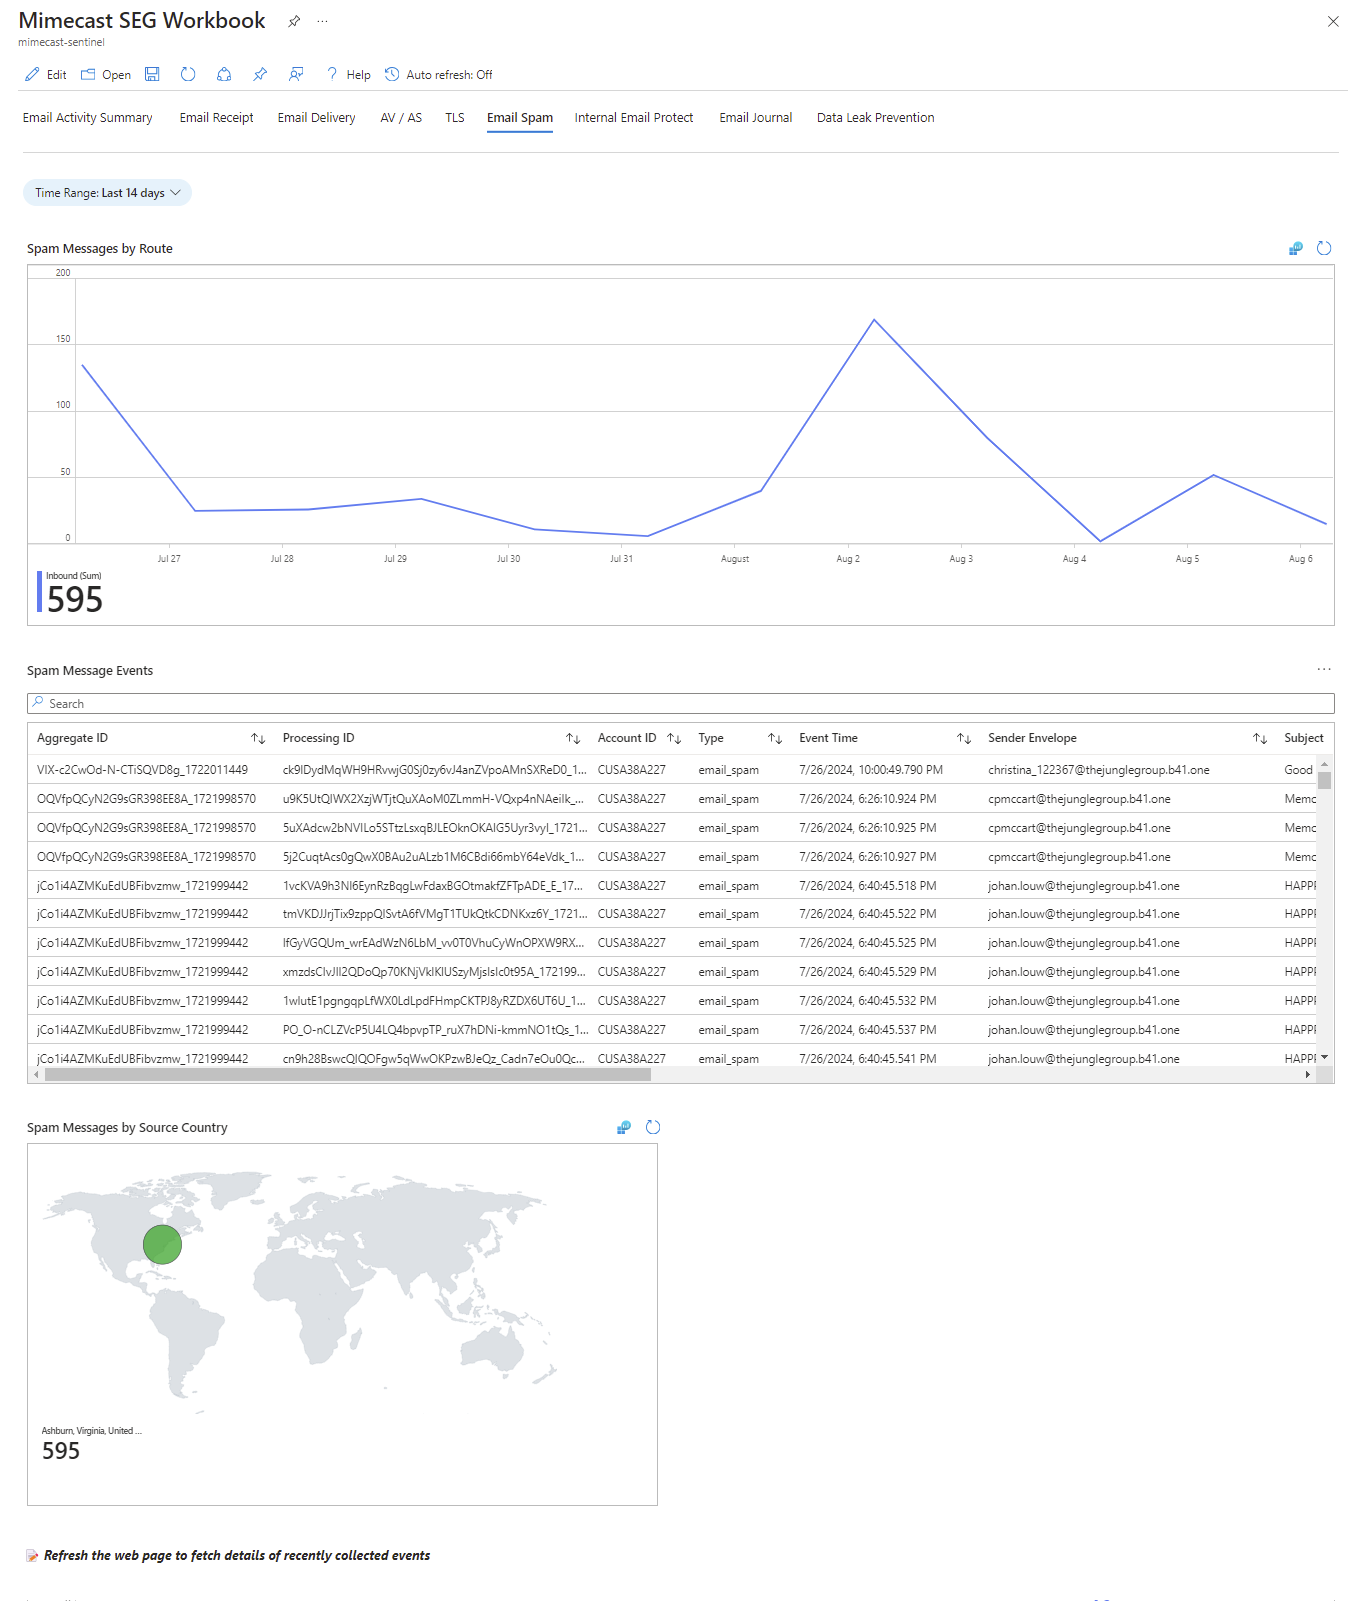 Mimecast SEG Workbook ...
mimecast-sentinel
Edit Open Help Auto refresh: Off
Email Activity Summary Email Receipt Email Delivery AV / AS TLS Email Spam Internal Email Protect Email Journal Data Leak Prevention
Time Range: Last 14 days
Spam Messages by Route
200
150
100
50
0
Jul 27 Jul 28 Jul 29 Jul 30 Jul 31 August Aug 2 Aug 3 Aug 4 Aug 5 Aug 6
Inbound (Sum)
595
Spam Message Events ...
Search
Aggregate ID Processing ID Account ID Type Event Time Sender Envelope Subject
VIX-c2CwOd-N-CTiSQVD8g_1722011449 CUSA38A227 email_spam 7/26/2024, 10:00:49.790 PM christina_122367@thejunglegroup.b41.one Good
OQVfpQCyN2G9sGR398EE8A_1721998570 CUSA38A227 email_spam 7/26/2024, 6:26:10.924 PM cpmccart@thejunglegroup.b41.one Memc
OQVfpQCyN2G9sGR398EE8A_1721998570 CUSA38A227 email_spam 7/26/2024, 6:26:10.925 PM cpmccart@thejunglegroup.b41.one Memc
OQVfpQCyN2G9sGR398EE8A_1721998570 CUSA38A227 email_spam 7/26/2024, 6:26:10.927 PM cpmccart@thejunglegroup.b41.one Memc
jCo1i4AZMKuEdUBFibvzmw_1721999442 CUSA38A227 email_spam 7/26/2024, 6:40:45.518 PM johan.louw@thejunglegroup.b41.one HAPPI
jCo1i4AZMKuEdUBFibvzmw_1721999442 CUSA38A227 email_spam 7/26/2024, 6:40:45.522 PM johan.louw@thejunglegroup.b41.one HAPPI
jCo1i4AZMKuEdUBFibvzmw_1721999442 CUSA38A227 email_spam 7/26/2024, 6:40:45.525 PM johan.louw@thejunglegroup.b41.one HAPPI
jCo1i4AZMKuEdUBFibvzmw_1721999442 CUSA38A227 email_spam 7/26/2024, 6:40:45.529 PM johan.louw@thejunglegroup.b41.one HAPPI
jCo1i4AZMKuEdUBFibvzmw_1721999442 CUSA38A227 email_spam 7/26/2024, 6:40:45.532 PM johan.louw@thejunglegroup.b41.one HAPPI
jCo1i4AZMKuEdUBFibvzmw_1721999442 CUSA38A227 email_spam 7/26/2024, 6:40:45.537 PM johan.louw@thejunglegroup.b41.one HAPPI
jCo1i4AZMKuEdUBFibvzmw_1721999442 CUSA38A227 email_spam 7/26/2024, 6:40:45.541 PM johan.louw@thejunglegroup.b41.one HAPPI
Spam Messages by Source Country
Ashburn, Virginia, United ...
595
Refresh the web page to fetch details of recently collected events